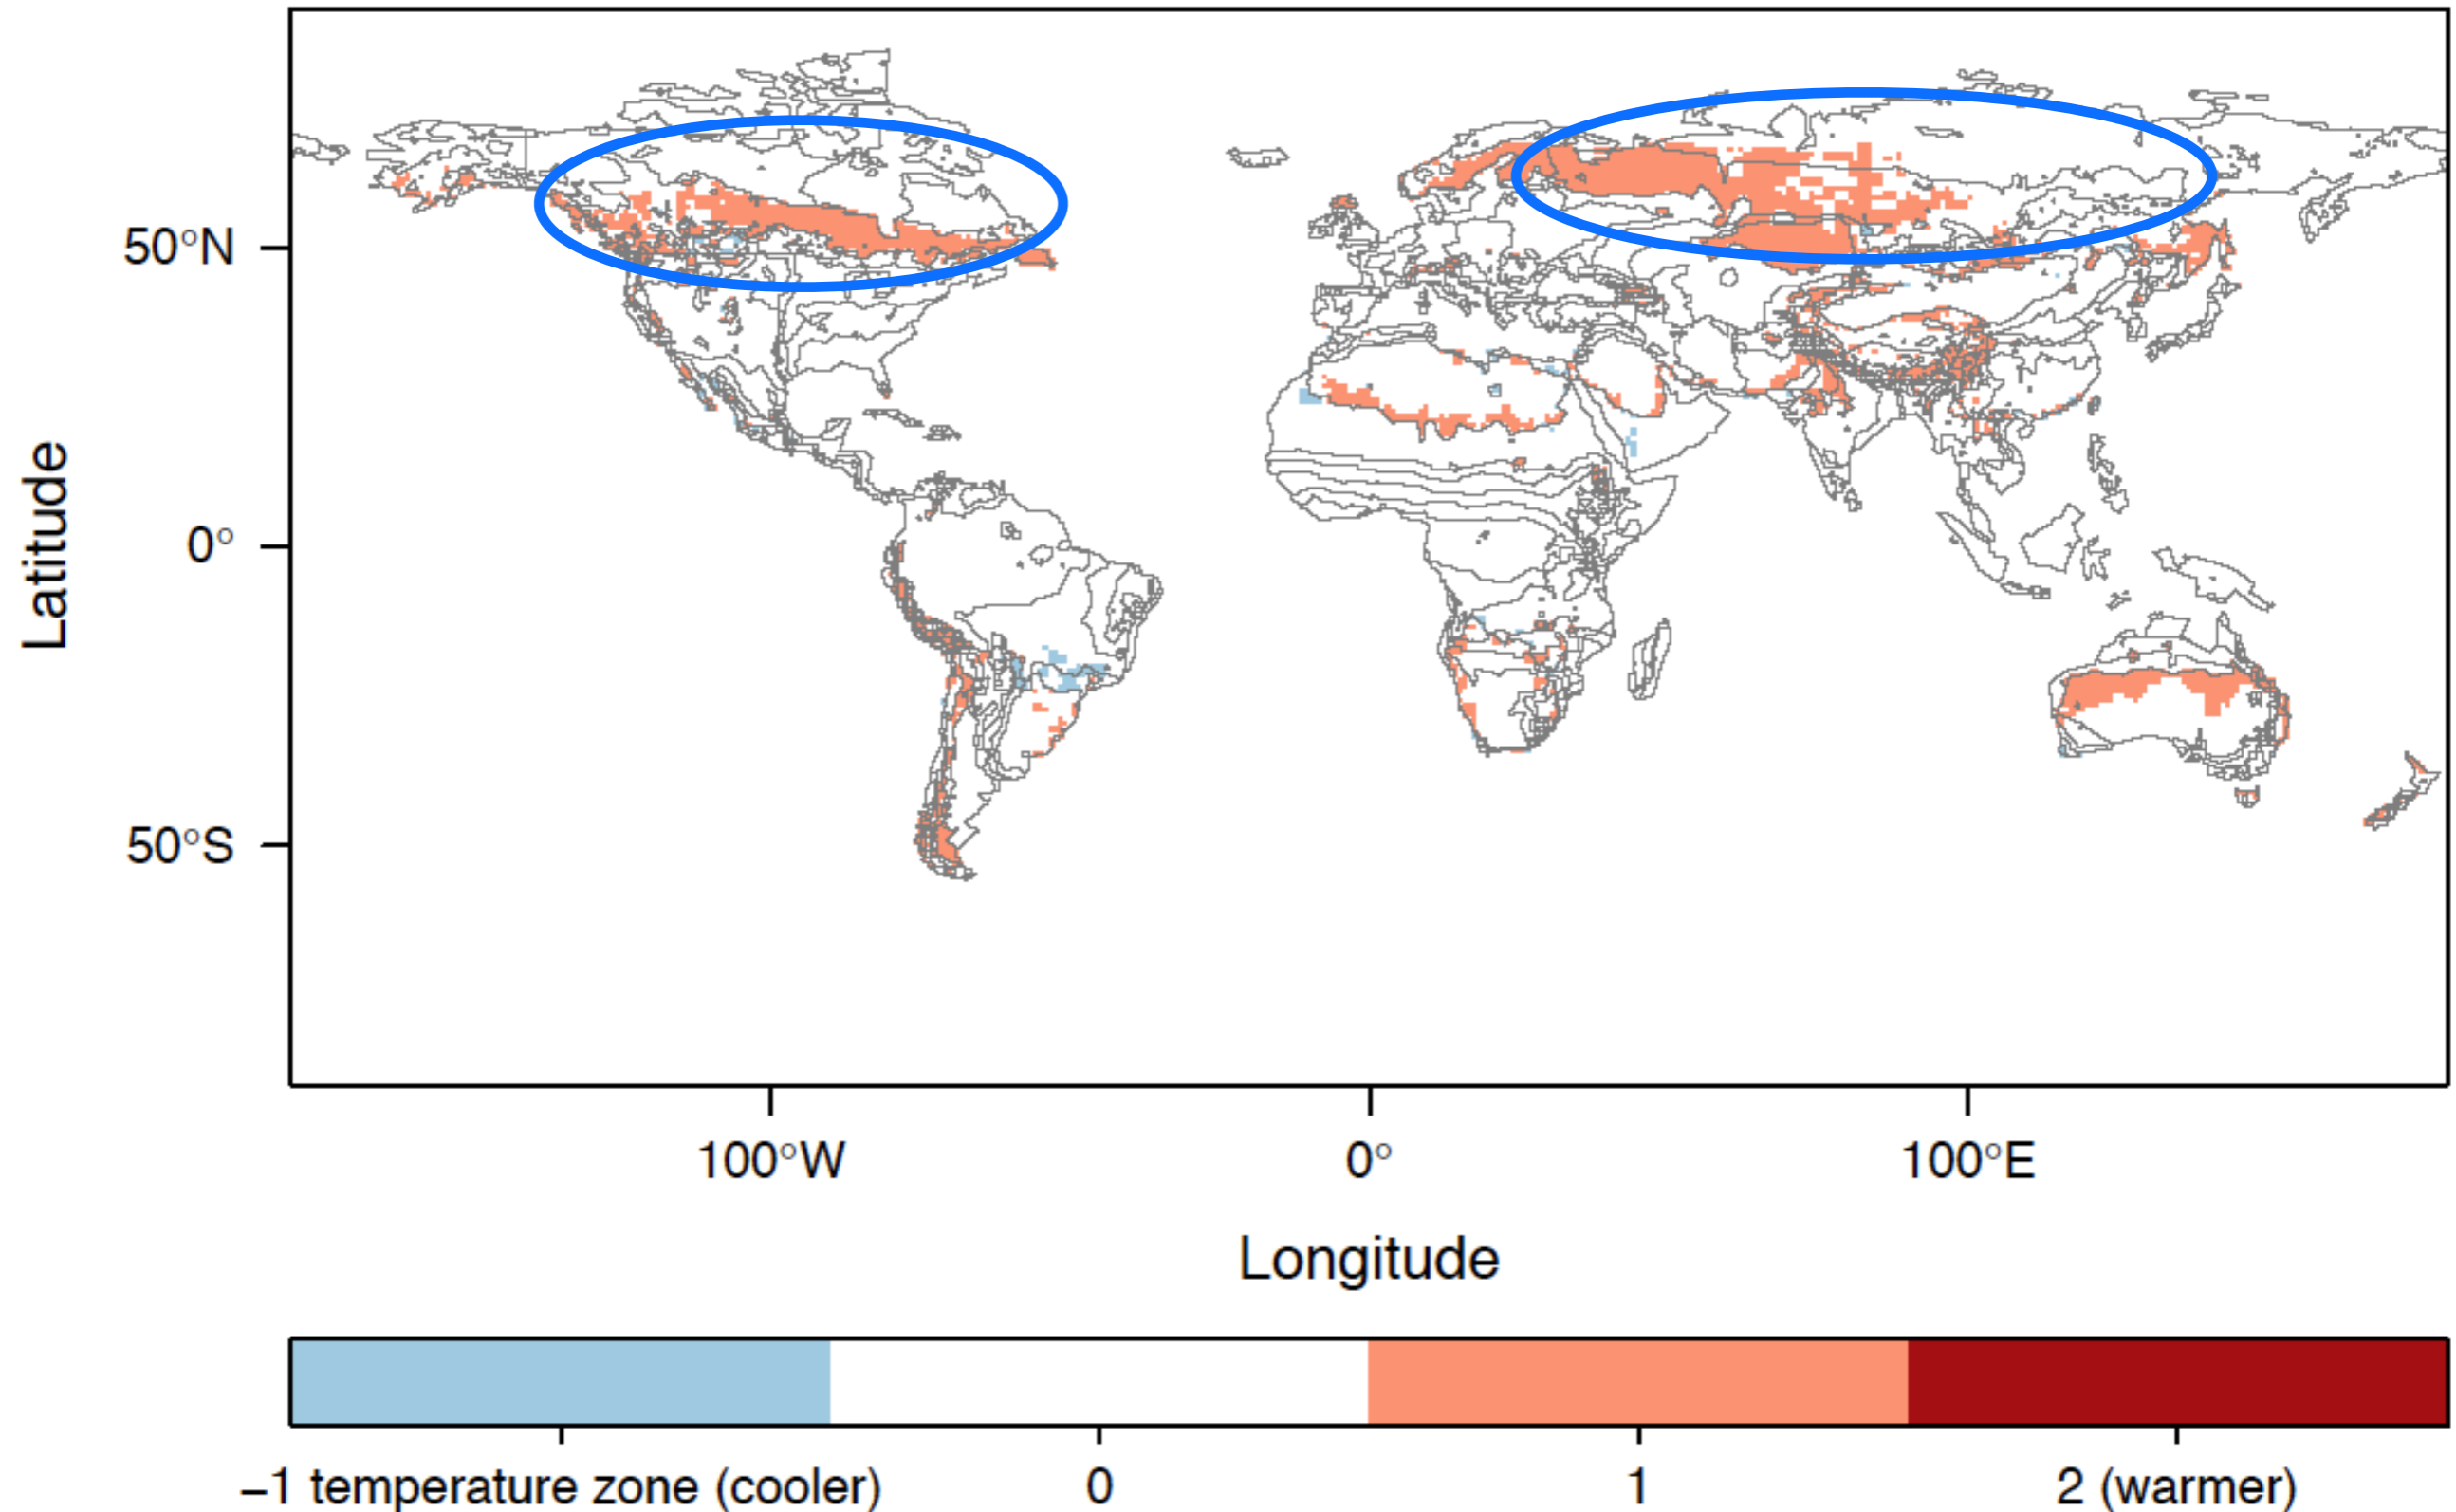 50°N
0°
50°S
Latitude
100°W
0°
100°E
Longitude
−1 temperature zone (cooler)
0
1
2 (warmer)